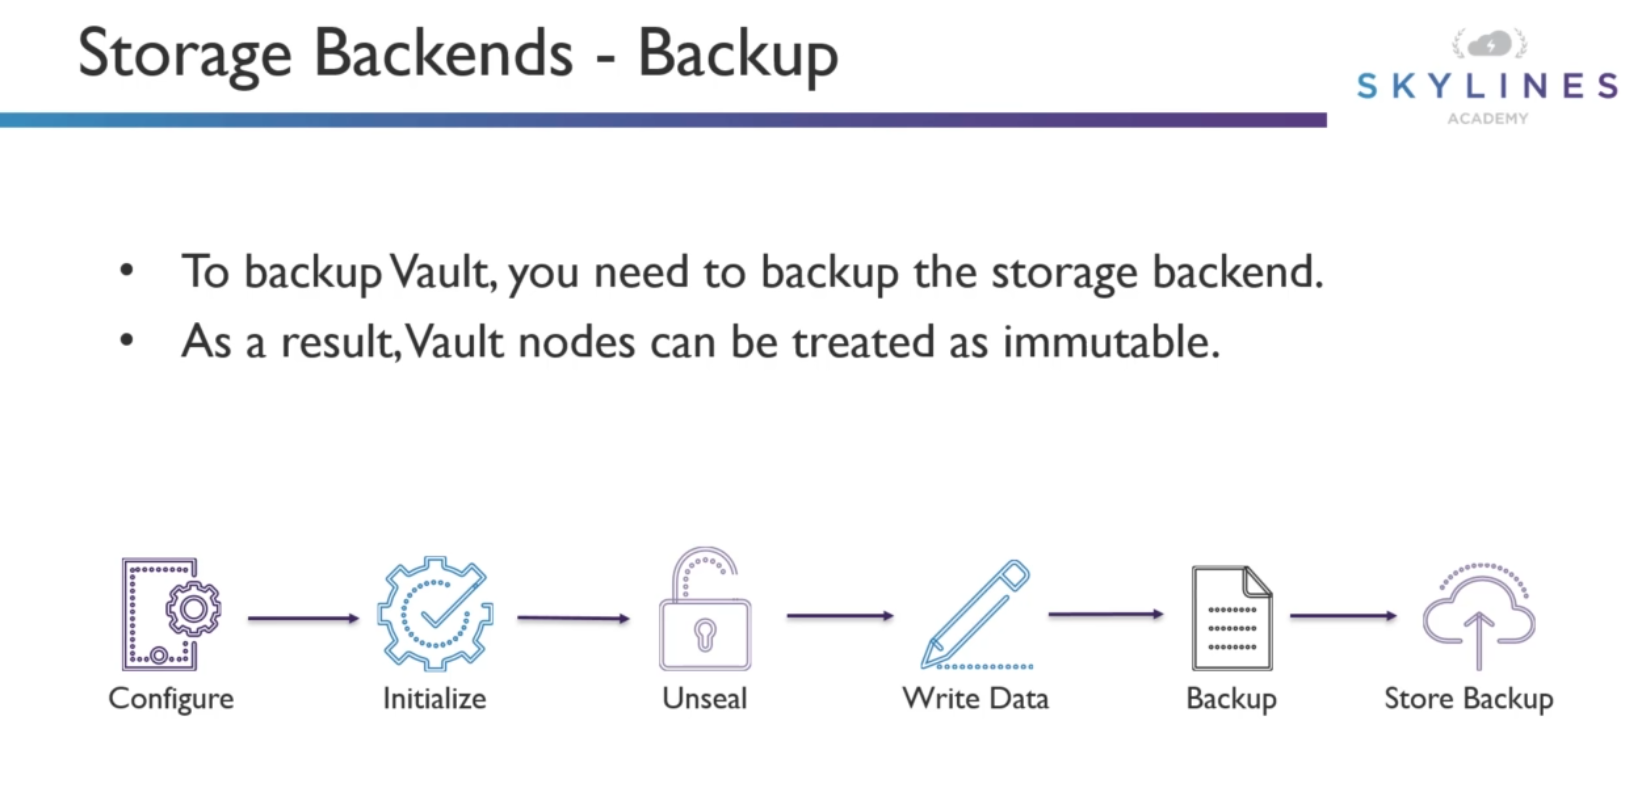 Storage Backends - Backup
SKYLINES
ACADEMY
• To backup Vault, you need to backup the storage backend.
• As a result, Vault nodes can be treated as immutable.
Configure
Initialize
Unseal
Write Data
Backup
Store Backup